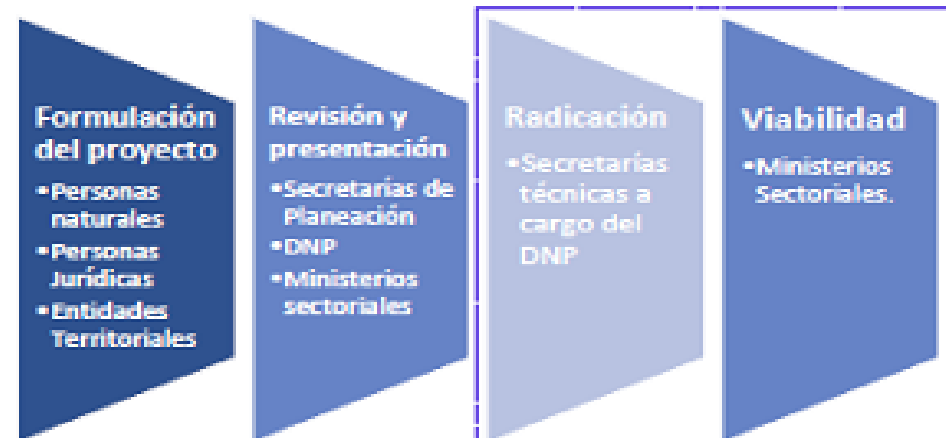 Formulación
del proyecto
•Personas
naturales
•Personas
Jurídicas
•Entidades
Territoriales
Revisión y
presentación
•Secretarías de
Planeación
•DNP
•Ministerios
sectoriales
Radicación
•Secretarías
técnicas a
cargo del
DNP
Viabilidad
•Ministerios
Sectoriales.